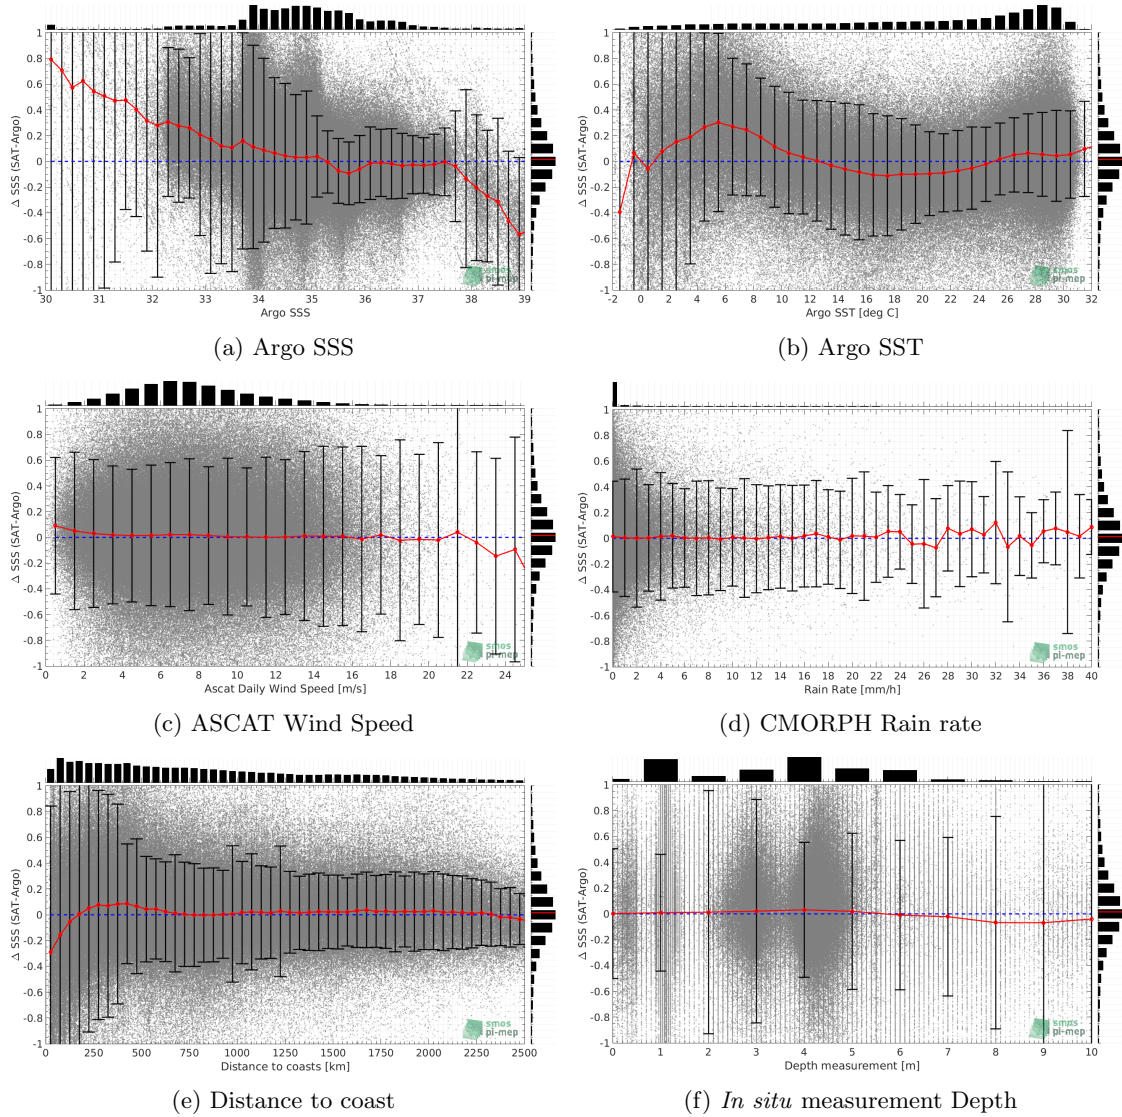 1
0.8
0.6
0.4
0.2
0
-0.2
-0.4
-0.6
-0.8
-1
Δ SSS (SAT-Argo)
smos
pi-mep
30 31 32 33 34 35 36 37 38 39
Argo SSS
(a) Argo SSS
1
0.8
0.6
0.4
0.2
0
-0.2
-0.4
-0.6
-0.8
-1
Δ SSS (SAT-Argo)
smos
pi-mep
-2 0 2 4 6 8 10 12 14 16 18 20 22 24 26 28 30 32
Argo SST [deg C]
(b) Argo SST
1
0.8
0.6
0.4
0.2
0
-0.2
-0.4
-0.6
-0.8
-1
Δ SSS (SAT-Argo)
smos
pi-mep
0 2 4 6 8 10 12 14 16 18 20 22 24
Ascat Daily Wind Speed [m/s]
(c) ASCAT Wind Speed
1
0.8
0.6
0.4
0.2
0
-0.2
-0.4
-0.6
-0.8
-1
Δ SSS (SAT-Argo)
smos
pi-mep
0 2 4 6 8 10 12 14 16 18 20 22 24 26 28 30 32 34 36 38 40
Rain Rate [mm/h]
(d) CMORPH Rain rate
1
0.8
0.6
0.4
0.2
0
-0.2
-0.4
-0.6
-0.8
-1
Δ SSS (SAT-Argo)
smos
pi-mep
0 250 500 750 1000 1250 1500 1750 2000 2250 2500
Distance to coasts [km]
(e) Distance to coast
1
0.8
0.6
0.4
0.2
0
-0.2
-0.4
-0.6
-0.8
-1
Δ SSS (SAT-Argo)
smos
pi-mep
0 1 2 3 4 5 6 7 8 9 10
Depth measurement [m]
(f) In situ measurement Depth